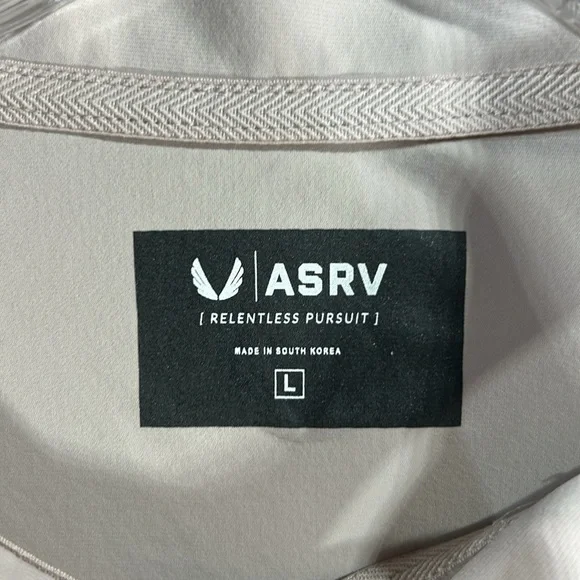 ASRV
[ RELENTLESS PURSUIT ]
MADE IN SOUTH KOREA
L